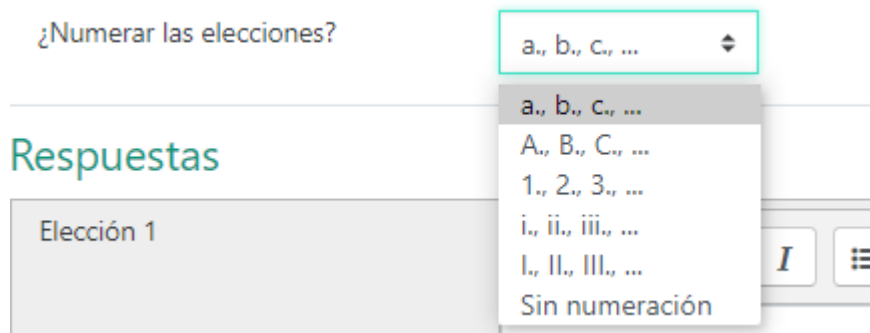 ¿Numerar las elecciones?
a., b., c., ...
a., b., c., ...
A., B., C., ...
1., 2., 3., ...
i., ii., iii., ...
I., II., III., ...
Sin numeración
Respuestas
Elección 1
I